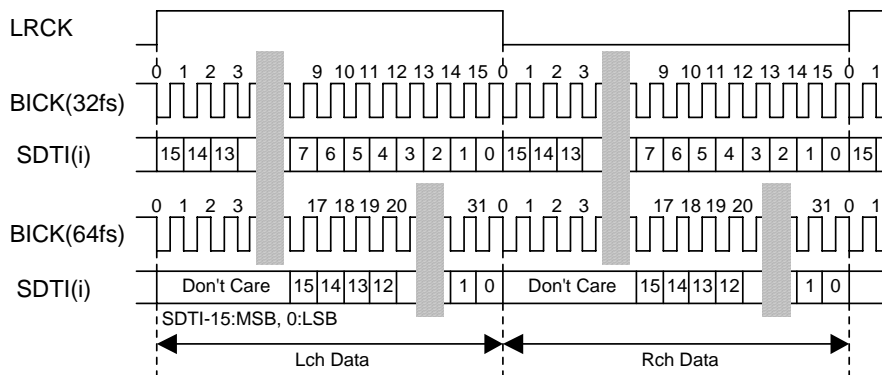 LRCK
0 1 2 3 9 10 11 12 13 14 15 0 1 2 3 9 10 11 12 13 14 15 0 1
BICK(32fs)
SDTI(i) 15 14 13 7 6 5 4 3 2 1 0 15 14 13 7 6 5 4 3 2 1 0 15
0 1 2 3 17 18 19 20 31 0 1 2 3 17 18 19 20 31 0 1
BICK(64fs)
SDTI(i) Don't Care 15 14 13 12 1 0 Don't Care 15 14 13 12 1 0
SDTI-15:MSB, 0:LSB
Lch Data Rch Data